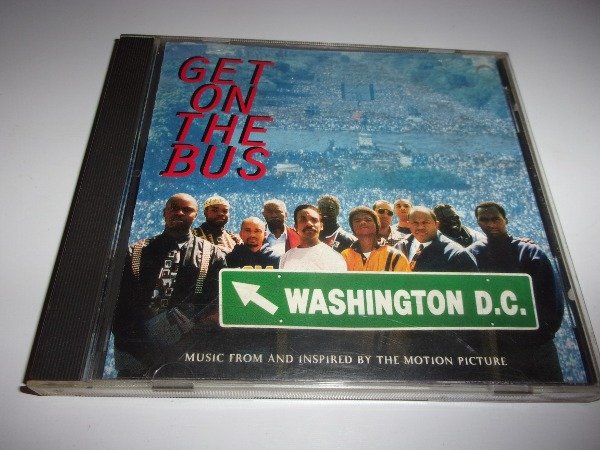 GET
ON
THE
BUS
WASHINGTON D.C.
MUSIC FROM AND INSPIRED BY THE MOTION PICTURE